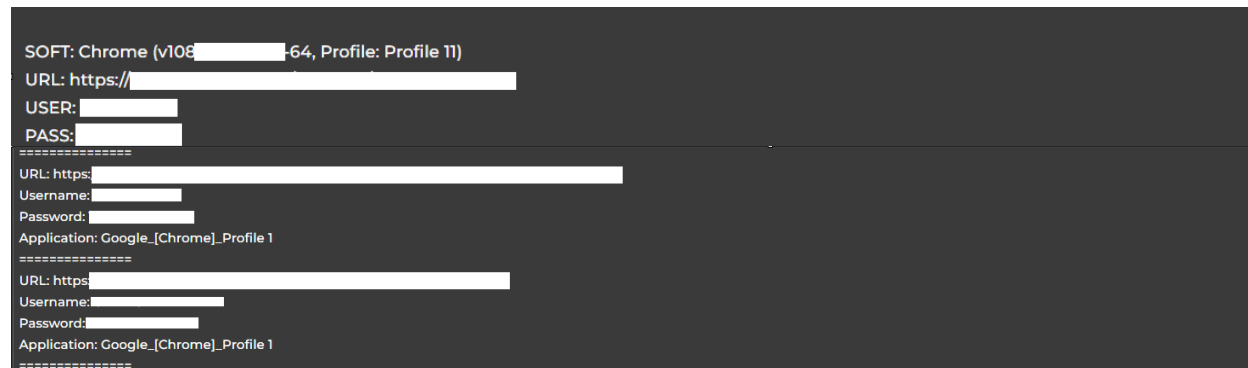 SOFT: Chrome (v108 -64, Profile: Profile 11)
URL: https://
USER:
PASS:
===============
URL: https:
Username:
Password:
Application: Google_[Chrome]_Profile 1
===============
URL: https:
Username:
Password:
Application: Google_[Chrome]_Profile 1
===============